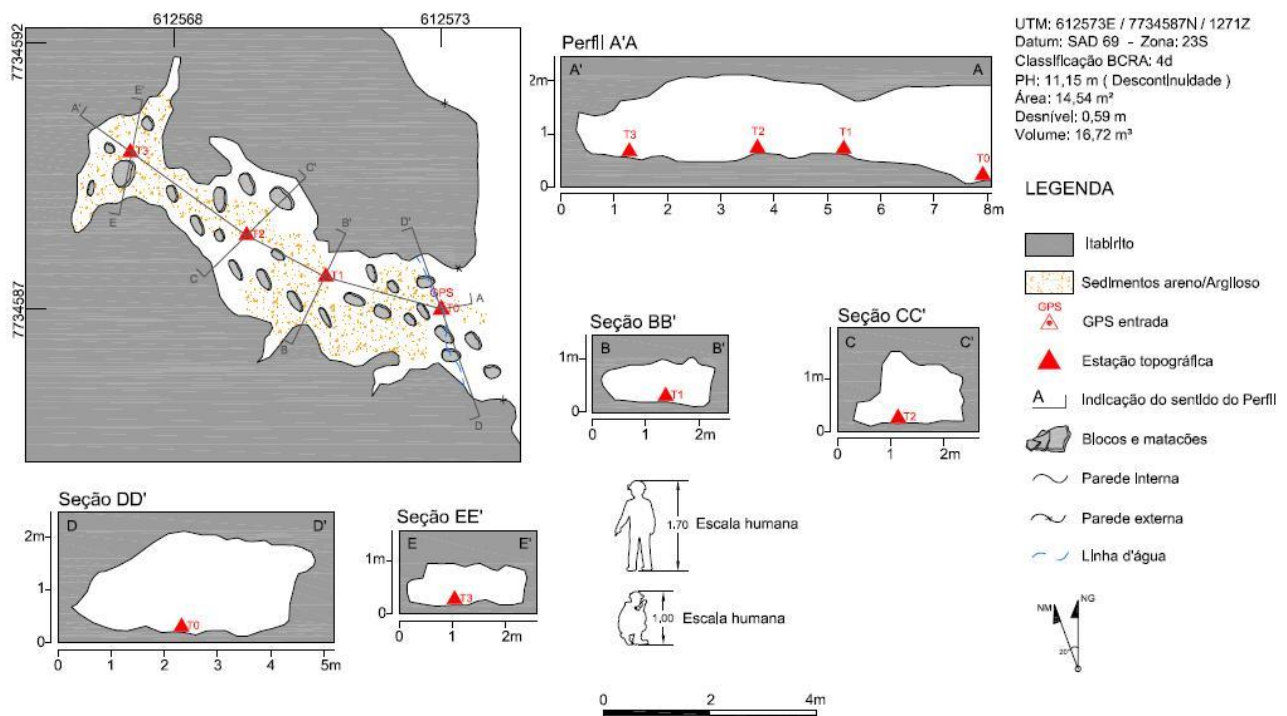 612568
612573
7734592
7734587
A'
E'
T3
E
C'
T2
C
B'
T1
B
D'
GPS
T0
A
D
Perfil A'A
A'
A
2m
1
0
T3
T2
T1
T0
0 1 2 3 4 5 6 7 8m
UTM: 612573E / 7734587N / 1271Z
Datum: SAD 69 - Zona: 23S
Classificação BCRA: 4d
PH: 11,15 m ( Descontinuidade )
Área: 14,54 m²
Desnível: 0,59 m
Volume: 16,72 m³
LEGENDA
Itabirito
Sedimentos areno/Argiloso
GPS
GPS entrada
Estação topográfica
A
Indicação do sentido do Perfil
Blocos e matacões
Parede Interna
Parede externa
Linha d'água
NM
NG
20°
Seção BB'
B
B'
1m
0
T1
0 1 2m
Seção CC'
C
C'
1m
0
T2
0 1 2m
Seção DD'
D
D'
2m
1
0
T0
0 1 2 3 4 5m
Seção EE'
E
E'
1m
0
T3
0 1 2m
1.70
Escala humana
1,00
Escala humana
0 2 4m